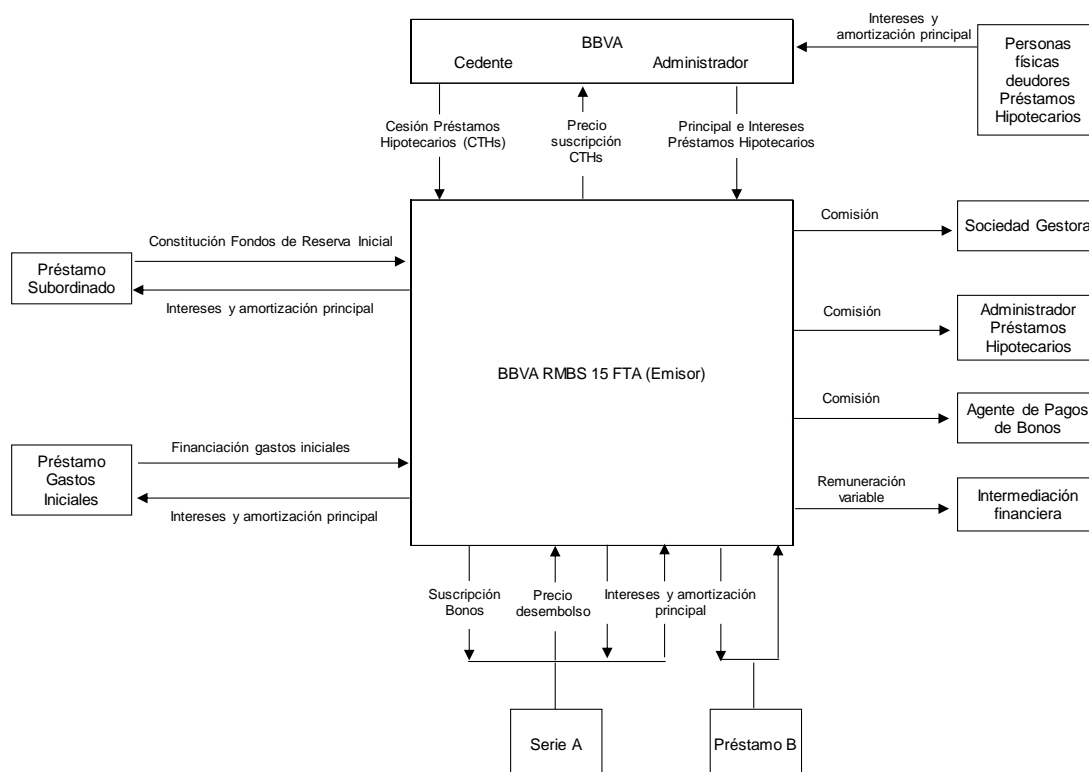 BBVA
Cedente
Administrador
Intereses y
amortización principal
Personas
físicas
deudores
Préstamos
Hipotecarios
Cesión Préstamos
Hipotecarios (CTHs)
Precio
suscripción
CTHs
Principal e Intereses
Préstamos Hipotecarios
Comisión
Sociedad Gestora
Constitución Fondos de Reserva Inicial
Préstamo
Subordinado
Intereses y amortización principal
Comisión
Administrador
Préstamos
Hipotecarios
BBVA RMBS 15 FTA (Emisor)
Comisión
Agente de Pagos
de Bonos
Financiación gastos iniciales
Préstamo
Gastos
Iniciales
Intereses y amortización principal
Remuneración
variable
Intermediación
financiera
Suscripción
Bonos
Precio
desembolso
Intereses y amortización
principal
Serie A
Préstamo B